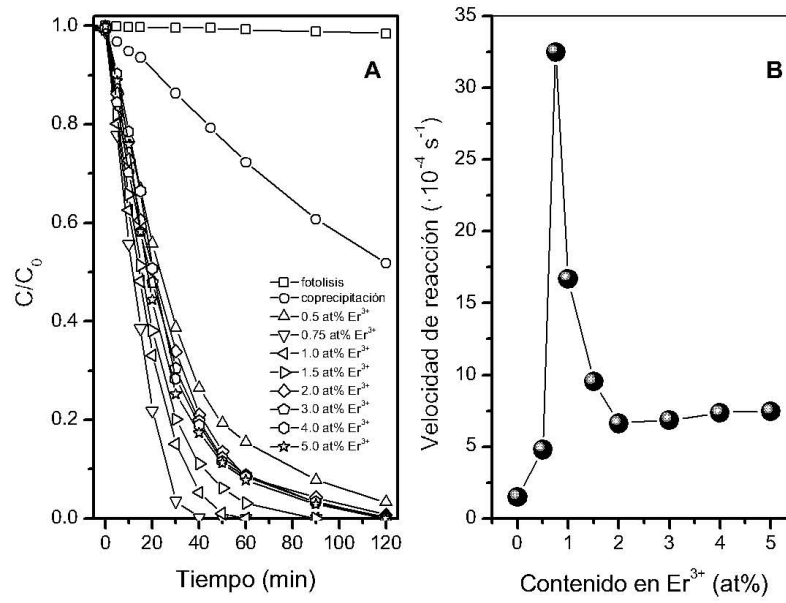 A
C/C₀
1.0
0.8
0.6
0.4
0.2
0.0
fotolisis
coprecipitación
0.5 at% Er³⁺
0.75 at% Er³⁺
1.0 at% Er³⁺
1.5 at% Er³⁺
2.0 at% Er³⁺
3.0 at% Er³⁺
4.0 at% Er³⁺
5.0 at% Er³⁺
0 20 40 60 80 100 120
Tiempo (min)
B
Velocidad de reacción (·10⁻⁴ s⁻¹)
35
30
25
20
15
10
5
0
0 1 2 3 4 5
Contenido en Er³⁺ (at%)